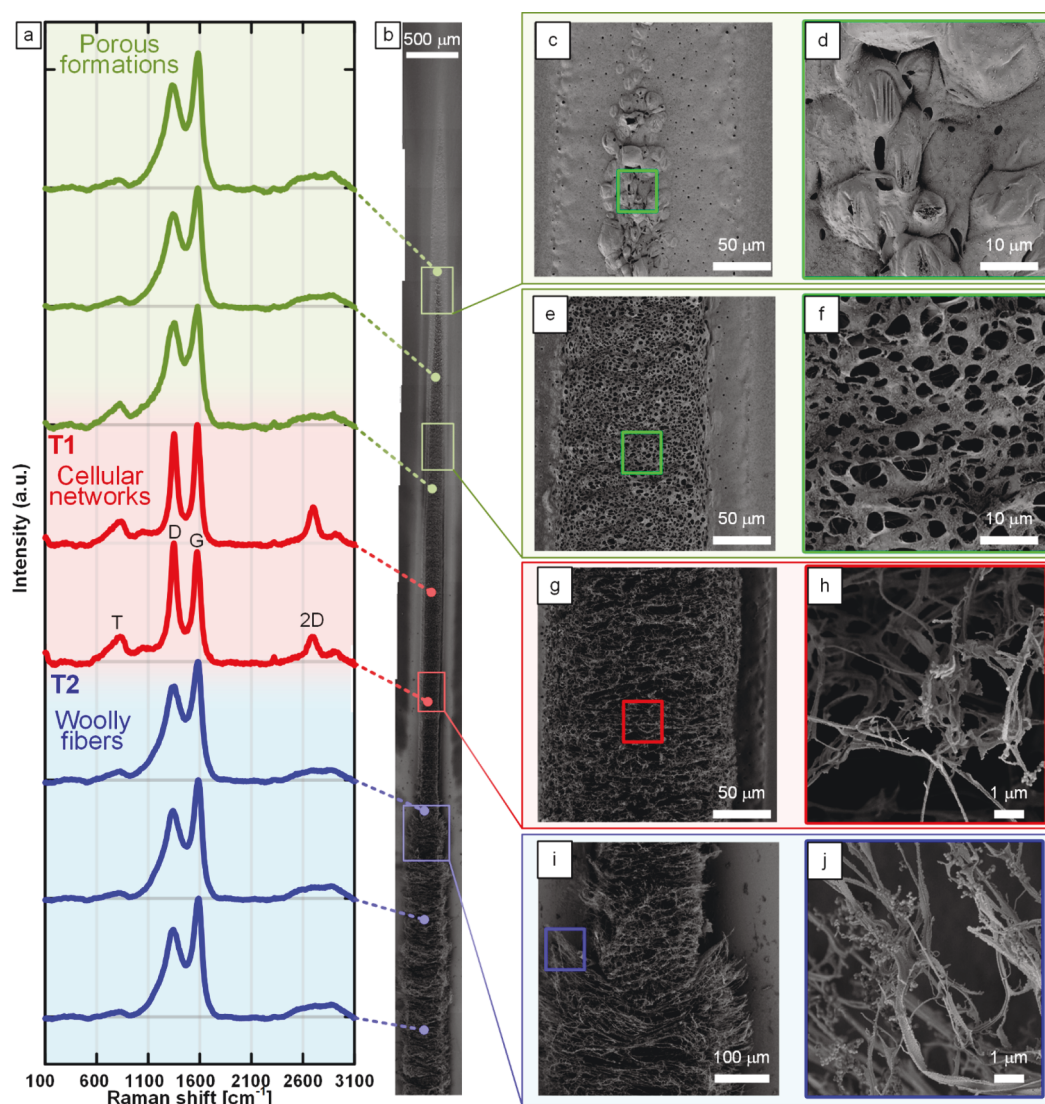 a
Porous
formations
T1
Cellular
networks
D
G
T
2D
T2
Woolly
fibers
Intensity (a.u.)
100 600 1100 1600 2100 2600 3100
Raman shift [cm⁻¹]
b
500 μm
c
50 μm
d
10 μm
e
50 μm
f
10 μm
g
50 μm
h
1 μm
i
100 μm
j
1 μm